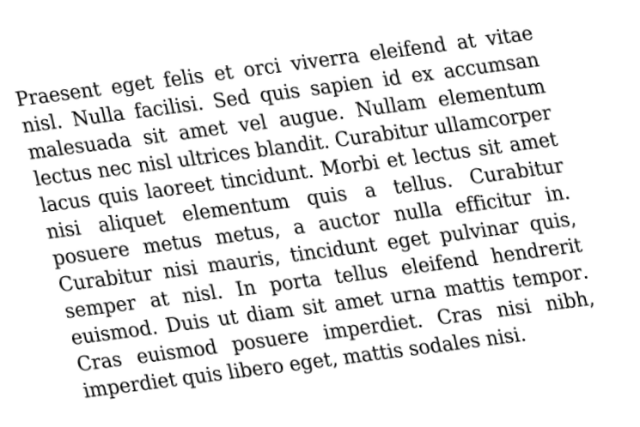 Praesent eget felis et orci viverra eleifend at vitae
nisl. Nulla facilisi. Sed quis sapien id ex accumsan
malesuada sit amet vel augue. Nullam elementum
lectus nec nisl ultrices blandit. Curabitur ullamcorper
lacus quis laoreet tincidunt. Morbi et lectus sit amet
nisi aliquet elementum quis a tellus. Curabitur
posuere metus metus, a auctor nulla efficitur in.
Curabitur nisi mauris, tincidunt eget pulvinar quis,
semper at nisl. In porta tellus eleifend hendrerit
euismod. Duis ut diam sit amet urna mattis tempor.
Cras euismod posuere imperdiet. Cras nisi nibh,
imperdiet quis libero eget, mattis sodales nisi.